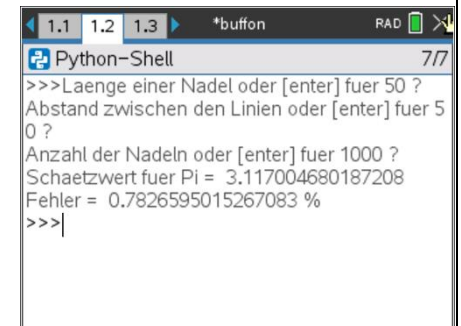 1.1 1.2 1.3 *buffon RAD
Python-Shell 7/7
>>>Laenge einer Nadel oder [enter] fuer 50 ?
Abstand zwischen den Linien oder [enter] fuer 5
0 ?
Anzahl der Nadeln oder [enter] fuer 1000 ?
Schaetzwert fuer Pi = 3.117004680187208
Fehler = 0.7826595015267083 %
>>>